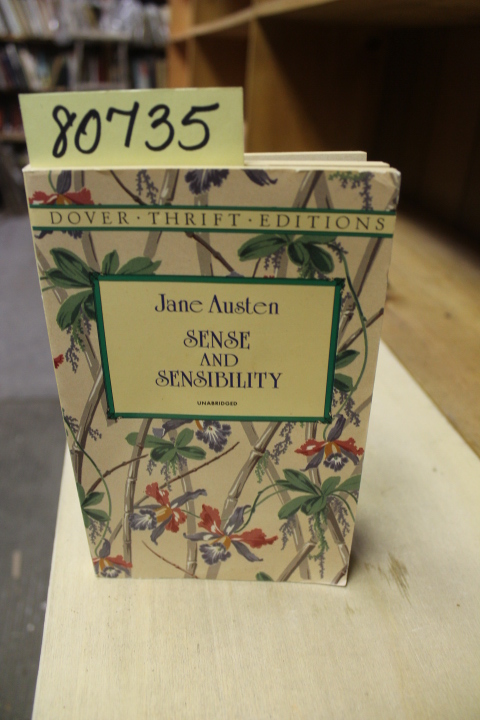 80735
DOVER · THRIFT · EDITIONS
Jane Austen
SENSE
AND
SENSIBILITY
UNABRIDGED